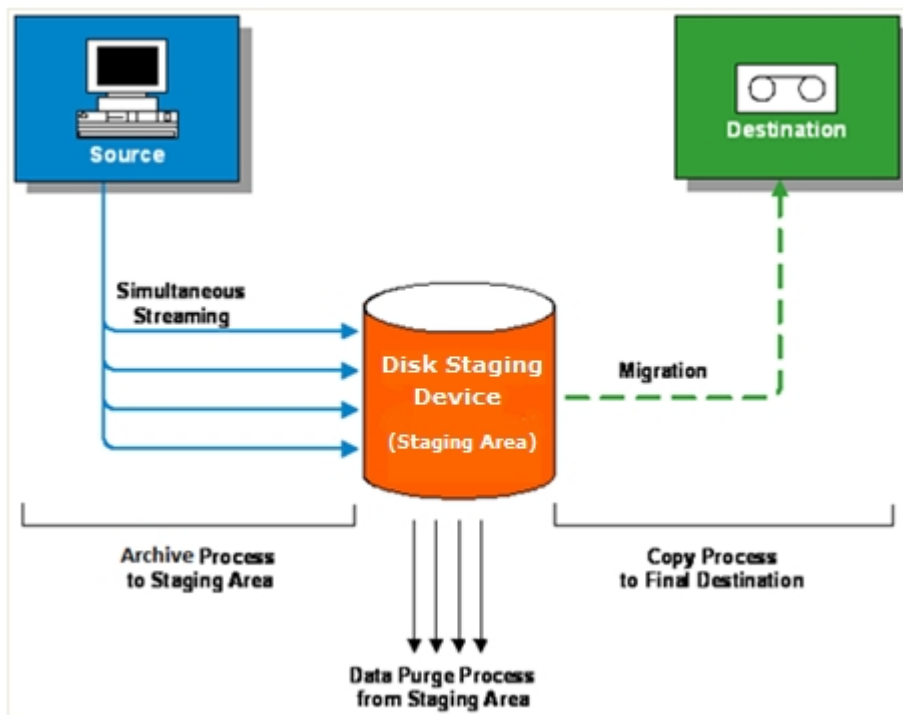 Source
Destination
Simultaneous
Streaming
Disk Staging
Device
(Staging Area)
Migration
Archive Process
to Staging Area
Copy Process
to Final Destination
Data Purge Process
from Staging Area